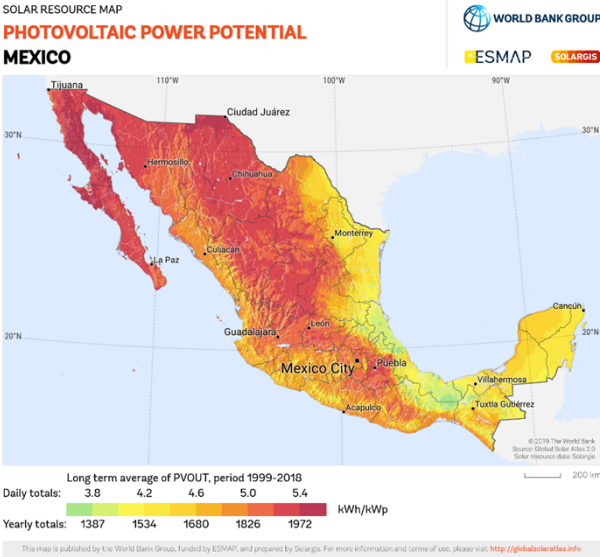 SOLAR RESOURCE MAP
PHOTOVOLTAIC POWER POTENTIAL
MEXICO
WORLD BANK GROUP
ESMAP
SOLARGIS
110°W
100°W
90°W
Tijuana
Ciudad Juárez
30°N
30°N
Hermosillo
Chihuahua
Monterrey
Culiacán
La Paz
Cancún
20°N
20°N
León
Guadalajara
Mexico City
Puebla
Villahermosa
Acapulco
Tuxtla Gutiérrez
© 2019 The World Bank
Source: Global Solar Atlas 2.0
Solar resource data: Solargis
200 km
Long term average of PVOUT, period 1999-2018
Daily totals: 3.8 4.2 4.6 5.0 5.4
kWh/kWp
Yearly totals: 1387 1534 1680 1826 1972
This map is published by the World Bank Group, funded by ESMAP, and prepared by Solargis. For more information and terms of use, please visit http://globalsolaratlas.info.